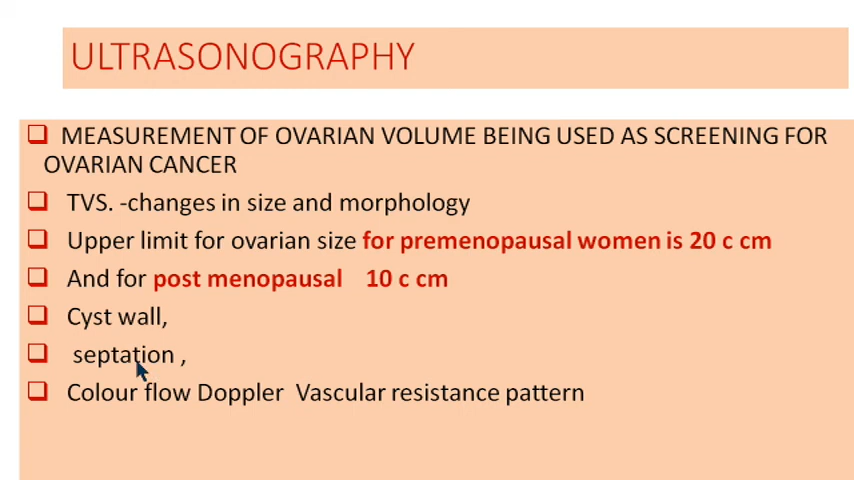 ULTRASONOGRAPHY
MEASUREMENT OF OVARIAN VOLUME BEING USED AS SCREENING FOR
OVARIAN CANCER
TVS. -changes in size and morphology
Upper limit for ovarian size for premenopausal women is 20 c cm
And for post menopausal 10 c cm
Cyst wall,
septation ,
Colour flow Doppler Vascular resistance pattern